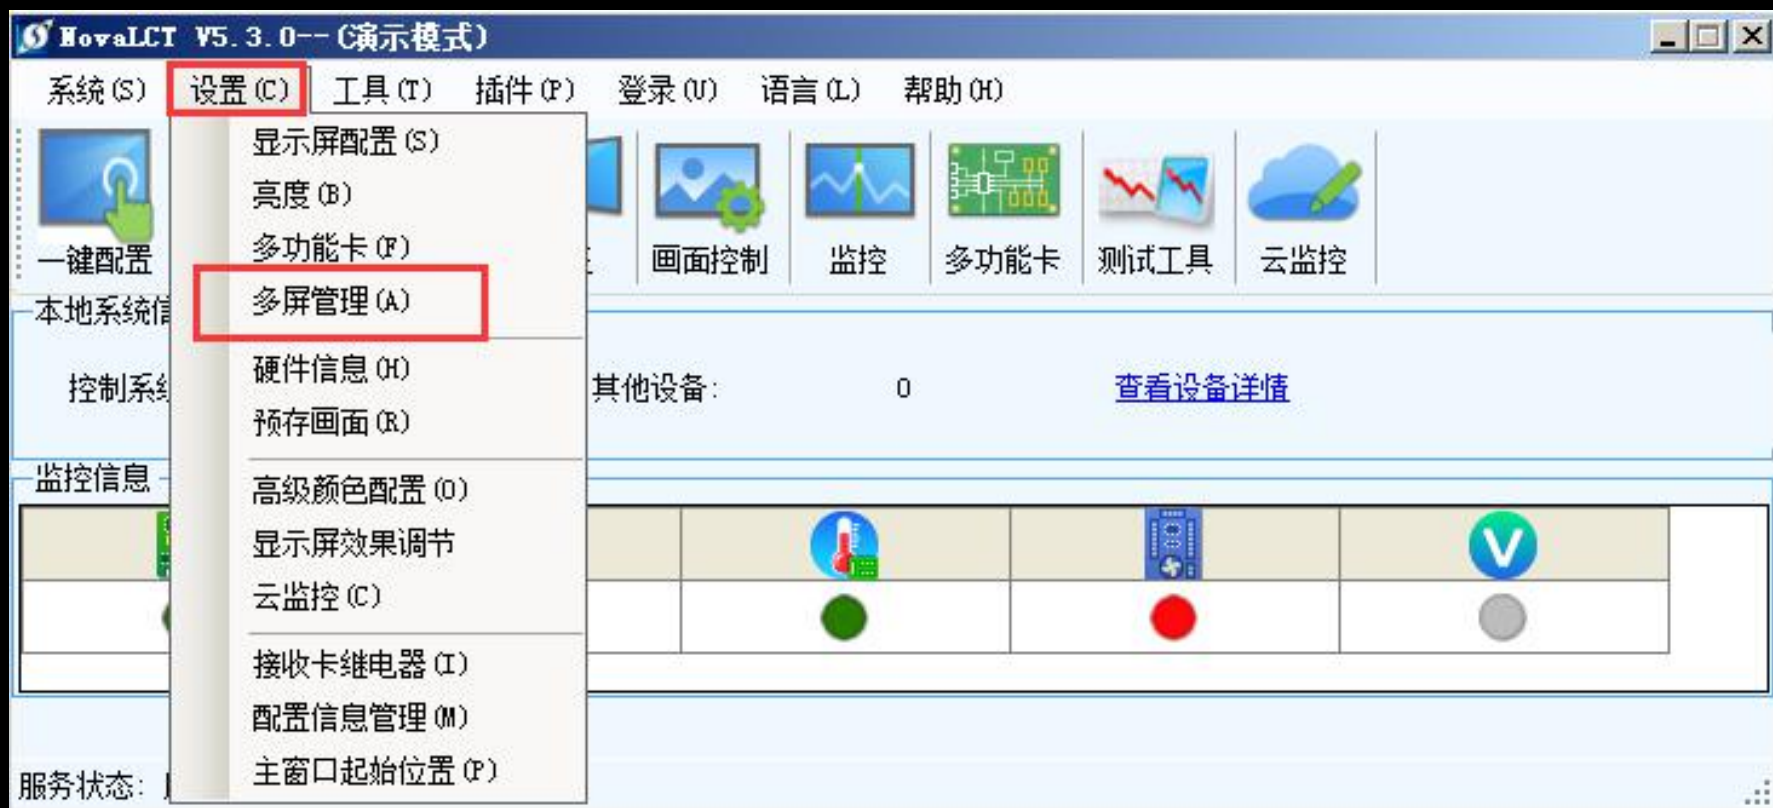 NovaLCT V5.3.0--(演示模式)
系统(S) 设置(C) 工具(T) 插件(P) 登录(U) 语言(L) 帮助(H)
显示屏配置(S)
亮度(B)
多功能卡(F)
多屏管理(A)
硬件信息(H)
预存画面(R)
高级颜色配置(O)
显示屏效果调节
云监控(C)
接收卡继电器(I)
配置信息管理(M)
主窗口起始位置(P)
一键配置 画面控制 监控 多功能卡 测试工具 云监控
本地系统信
控制系统 其他设备: 0 查看设备详情
监控信息
V
服务状态: